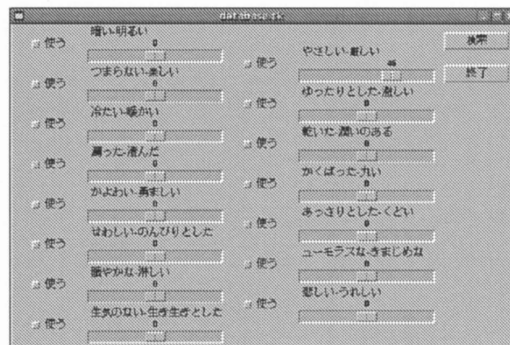 database.tk
暗い-明るい
0
使う
つまらない-楽しい
0
使う
冷たい-暖かい
0
使う
濁った-澄んだ
0
使う
かよわい-勇ましい
0
使う
せわしい-のんびりとした
0
使う
賑やかな-淋しい
0
使う
生気のない-生き生きとした
0
使う
やさしい-厳しい
使う
ゆったりとした-激しい
0
使う
乾いた-潤いのある
0
使う
かくばった-丸い
0
使う
あっさりとした-くどい
0
使う
ユーモラスな-きまじめな
0
使う
悲しい-うれしい
0
使う
検索
終了